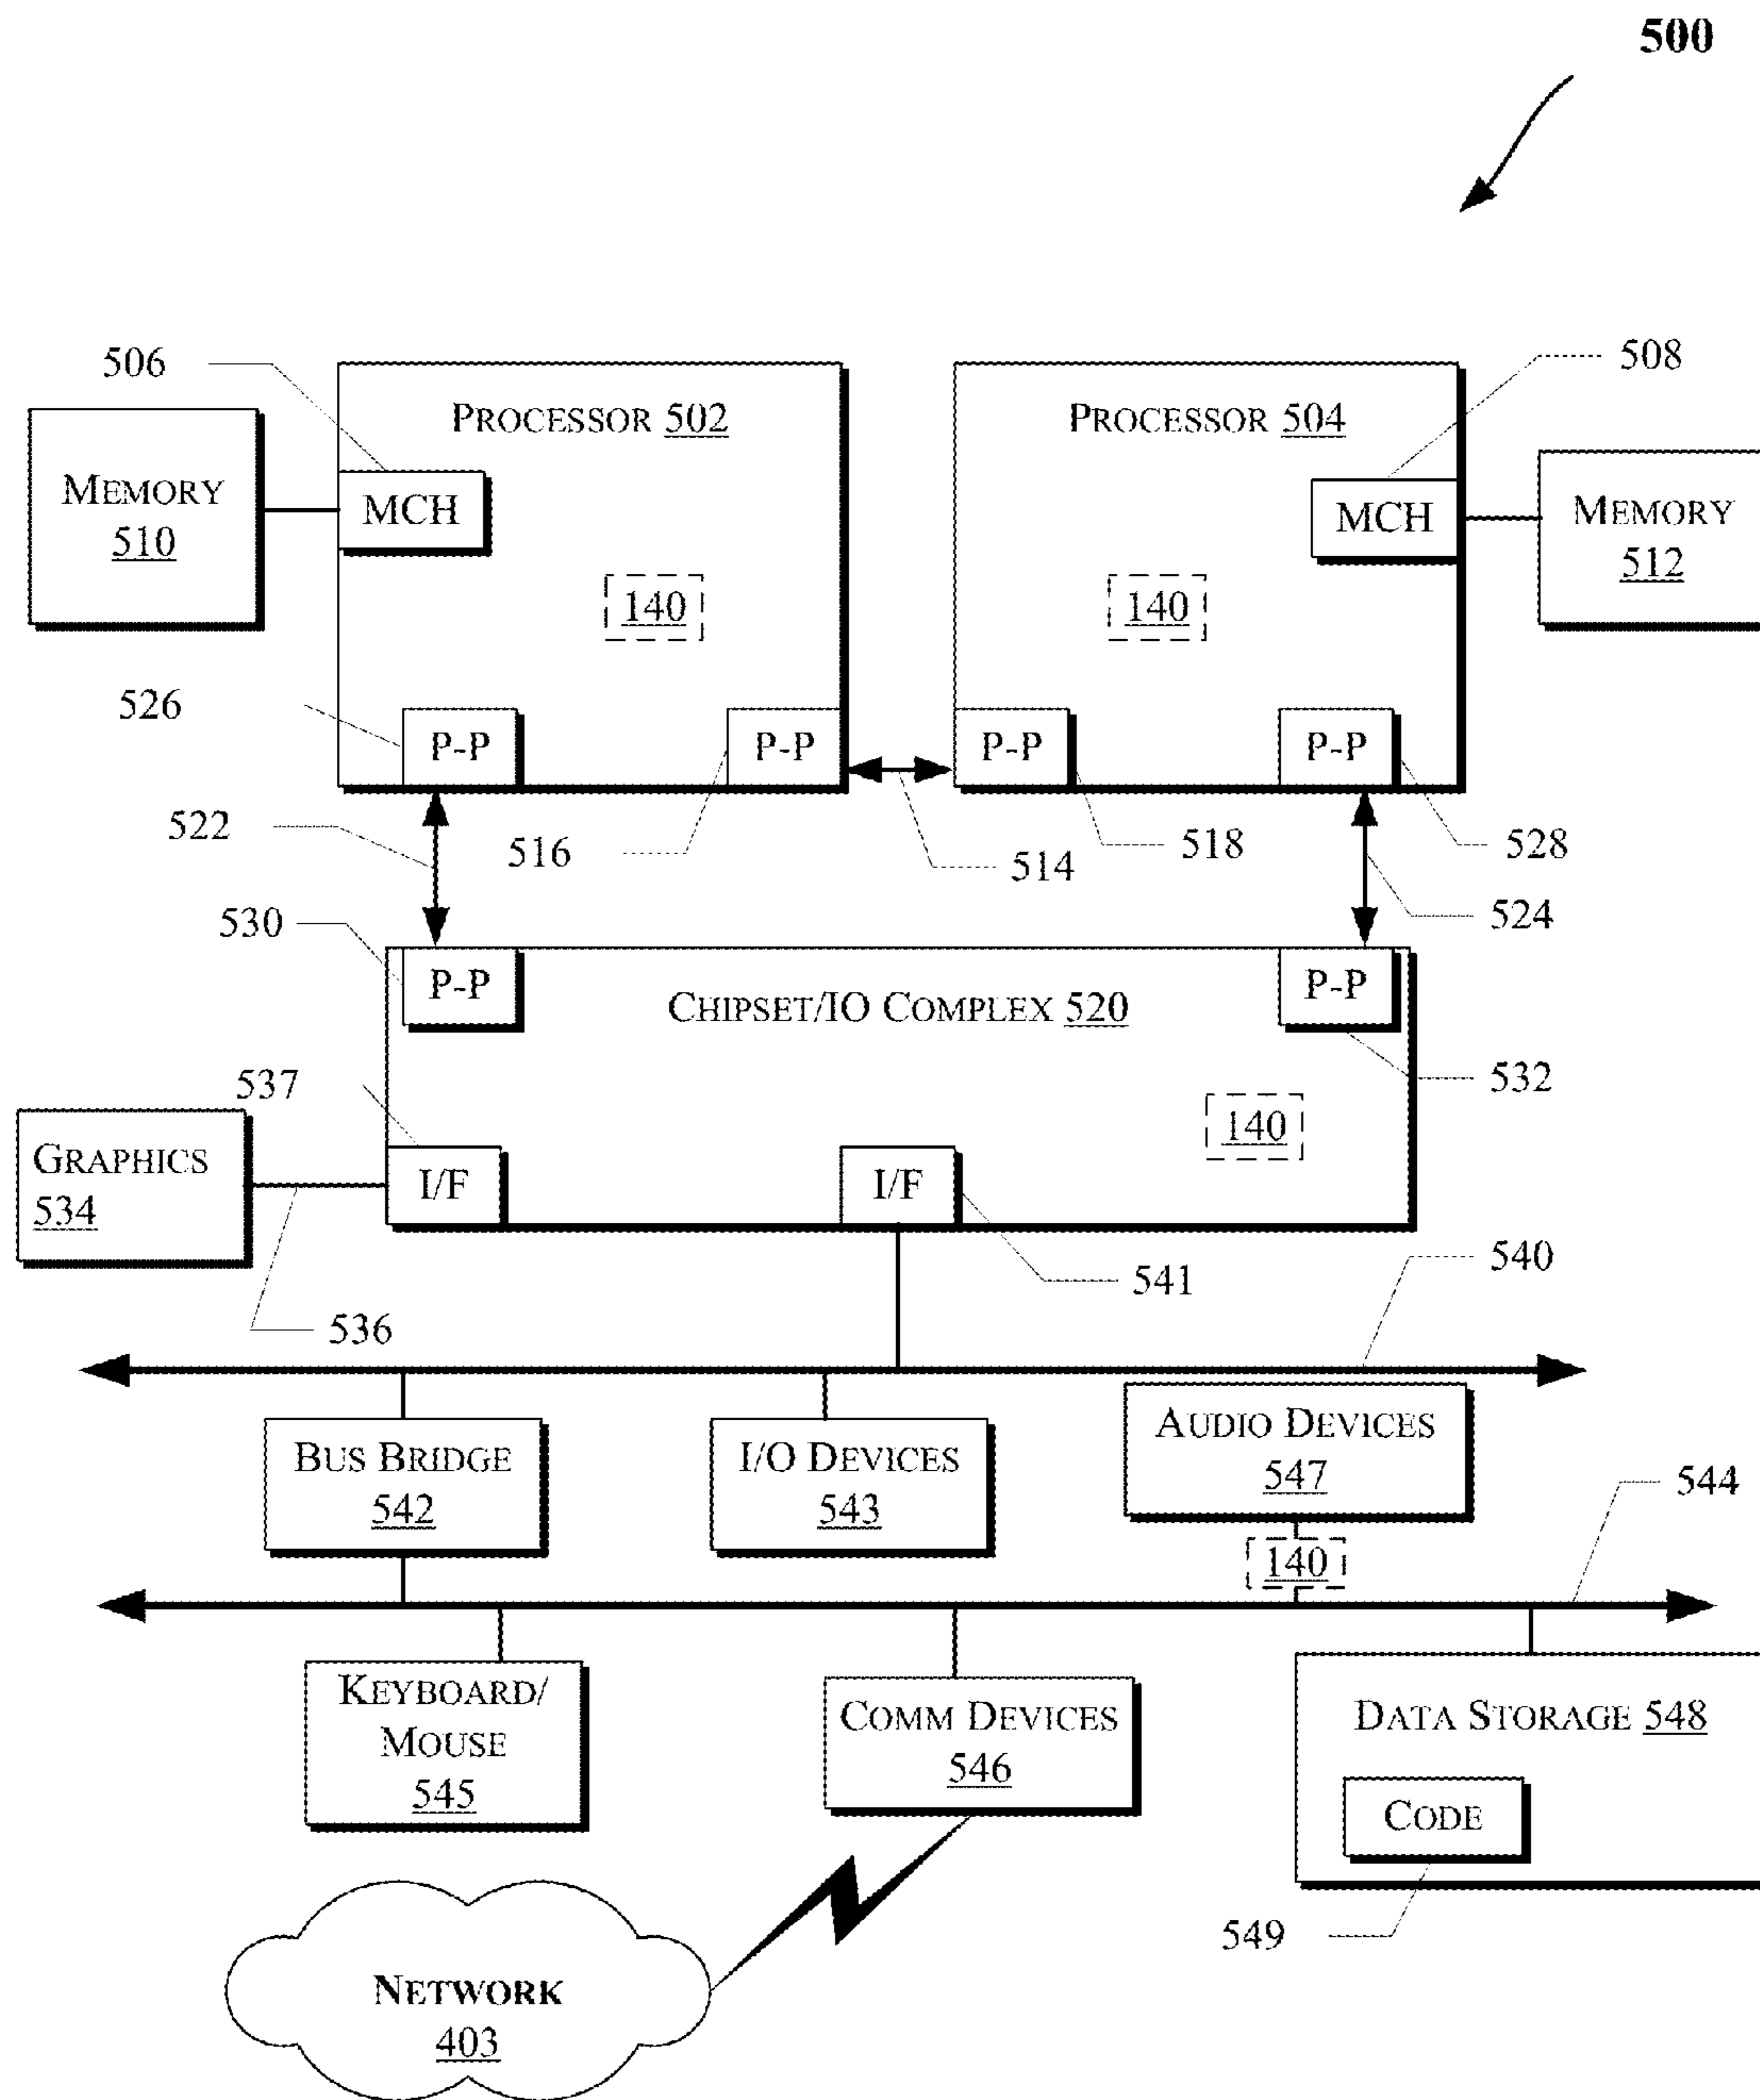 500
506
508
PROCESSOR 502
PROCESSOR 504
MEMORY
510
MCH
MCH
MEMORY
512
140
140
526
P-P
P-P
P-P
P-P
522
516
514
518
528
524
530
P-P
CHIPSET/IO COMPLEX 520
P-P
537
532
GRAPHICS
534
140
I/F
I/F
541
540
536
BUS BRIDGE
542
I/O DEVICES
543
AUDIO DEVICES
547
544
140
KEYBOARD/
MOUSE
545
COMM DEVICES
546
DATA STORAGE 548
CODE
549
NETWORK
403